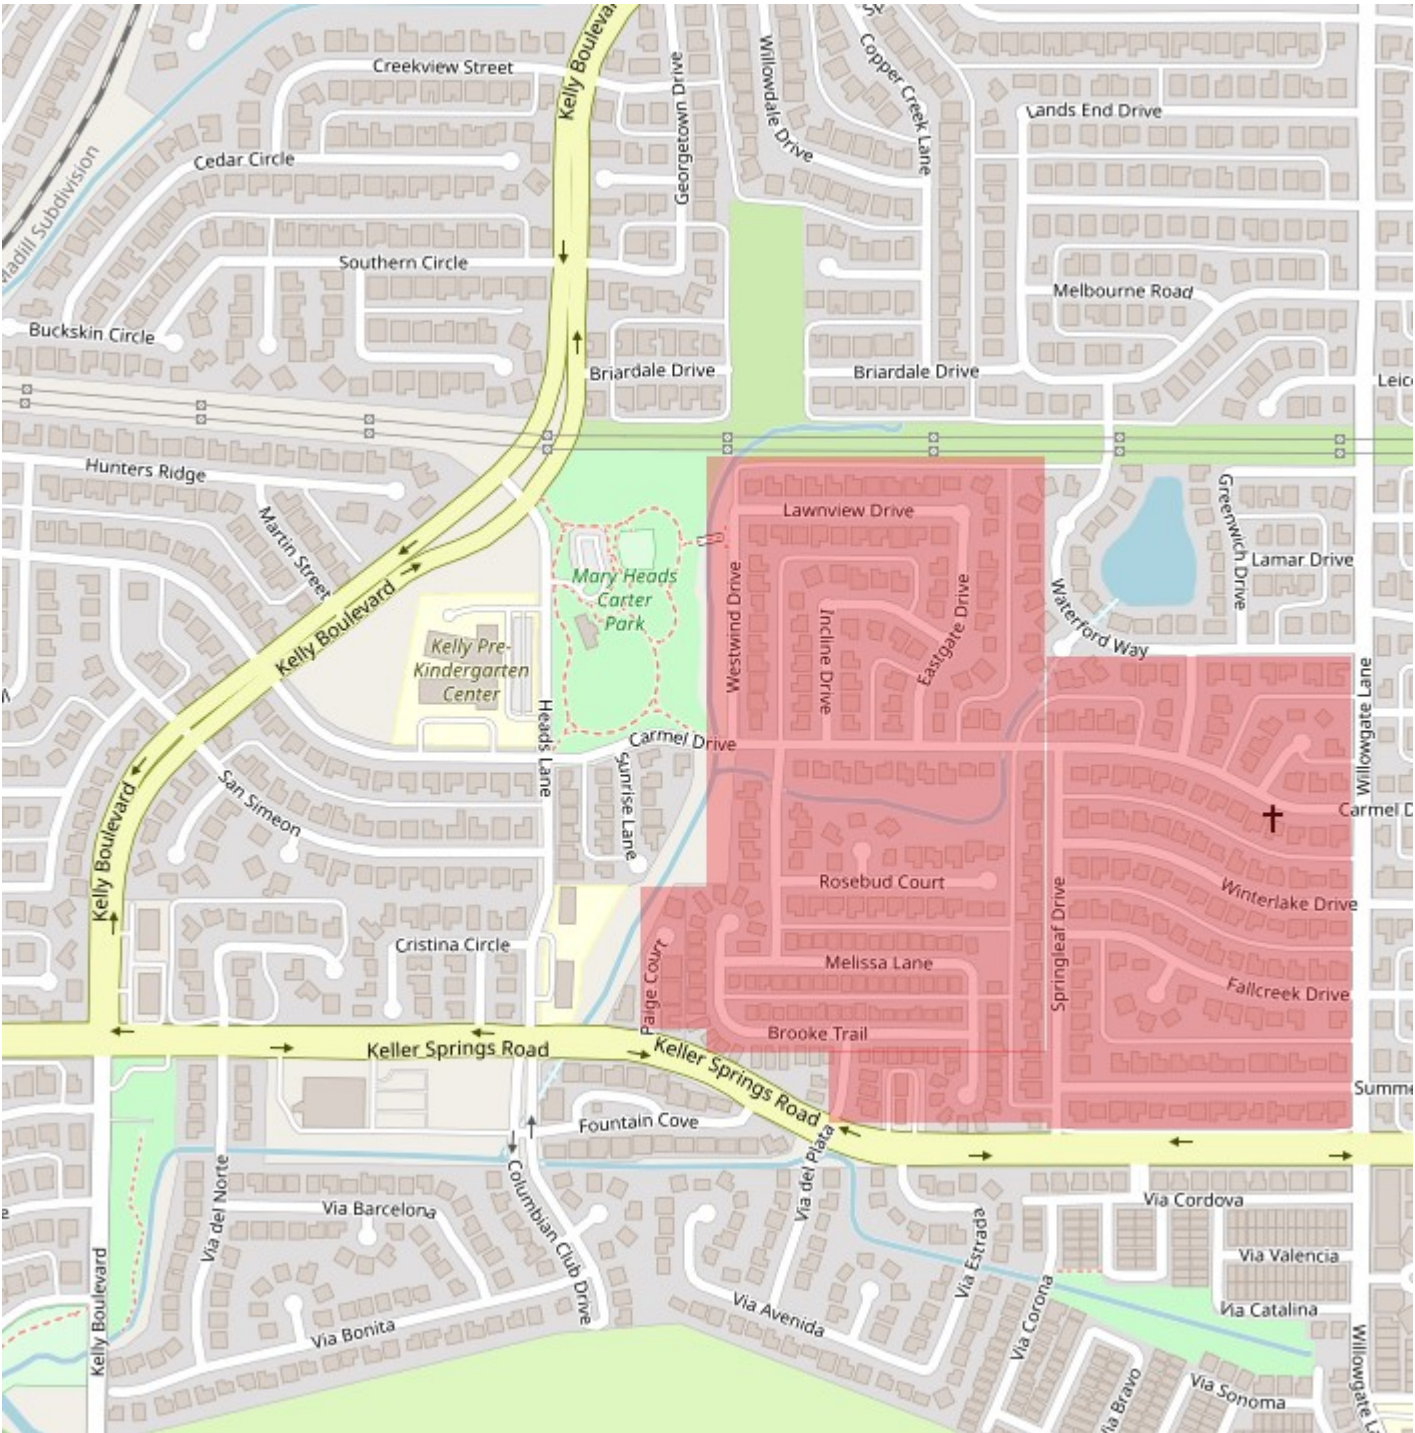 Kelly Boulevar
Creekview Street
Kelly Boulevard
Georgetown Drive
Willowdale Drive
Copper Creek Lane
Lands End Drive
Cedar Circle
Madill Subdivision
Southern Circle
Melbourne Road
Buckskin Circle
Briardale Drive
Briardale Drive
Leic
Hunters Ridge
Martin Street
Lawnview Drive
Greenwich Drive
Lamar Drive
Mary Heads
Carter
Park
Westwind Drive
Incline Drive
Eastgate Drive
Waterford Way
Kelly Boulevard
Kelly Pre-
Kindergarten
Center
Heads Lane
Carmel Drive
Sunrise Lane
Willowgate Lane
San Simeon
Kelly Boulevard
Carmel D
Rosebud Court
Winterlake Drive
Springleaf Drive
Cristina Circle
Paige Court
Melissa Lane
Fallcreek Drive
Brooke Trail
Keller Springs Road
Keller Springs Road
Summe
Fountain Cove
Via del Plata
Via del Norte
Via Barcelona
Columbian Club Drive
Via Cordova
Via Estrada
Via Valencia
Kelly Boulevard
Via Bonita
Via Avenida
Via Corona
Via Catalina
Willowgate La
Via Bravo
Via Sonoma